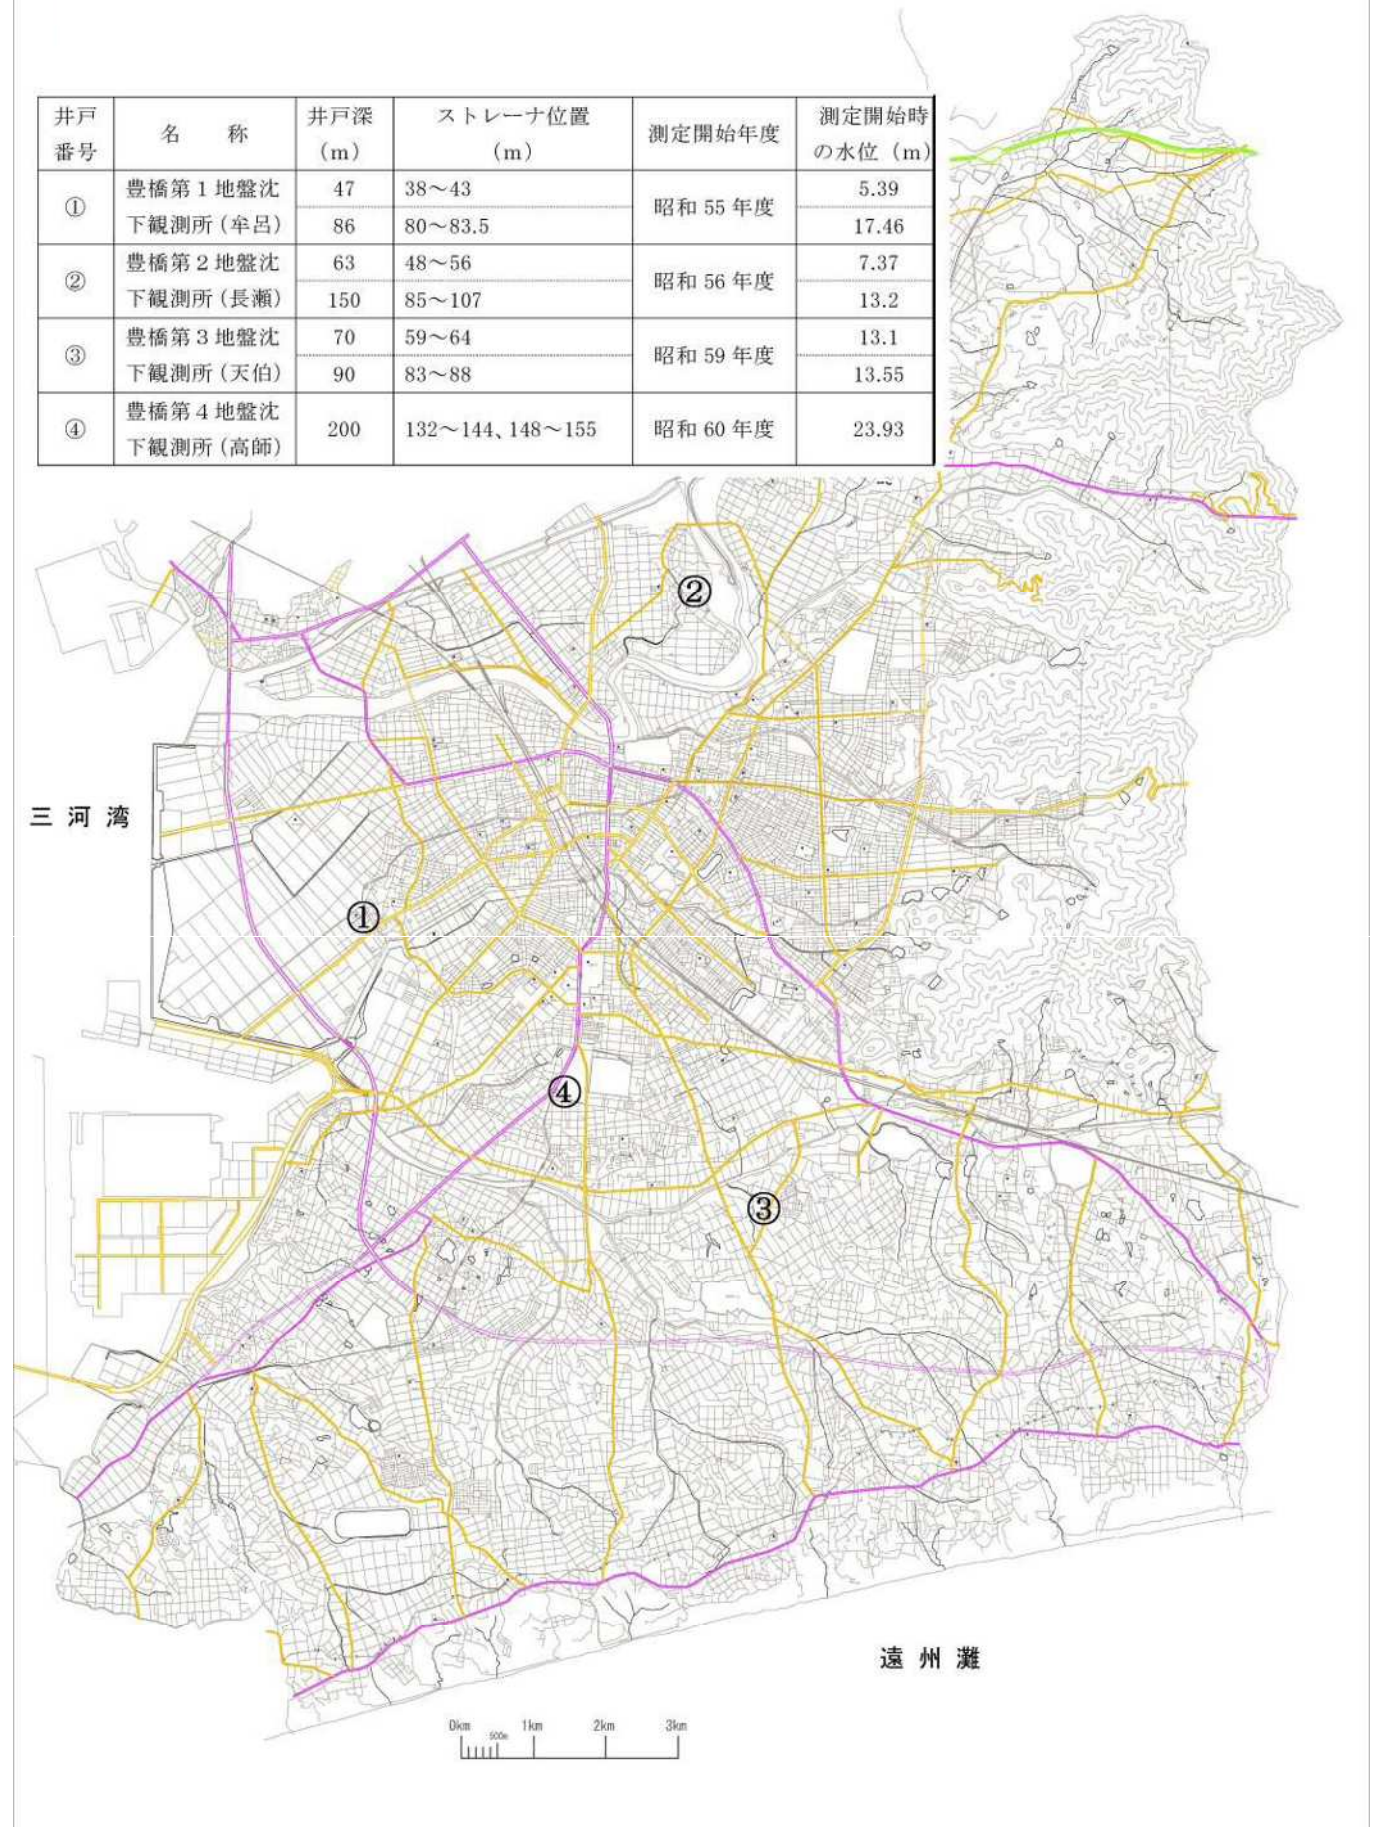 井戸番号 名 称 井戸深（m） ストレーナ位置（m） 測定開始年度 測定開始時の水位（m）
① 豊橋第1地盤沈下観測所（牟呂） 47 38～43 昭和55年度 5.39
86 80～83.5 17.46
② 豊橋第2地盤沈下観測所（長瀬） 63 48～56 昭和56年度 7.37
150 85～107 13.2
③ 豊橋第3地盤沈下観測所（天伯） 70 59～64 昭和59年度 13.1
90 83～88 13.55
④ 豊橋第4地盤沈下観測所（高師） 200 132～144、148～155 昭和60年度 23.93
②
三河湾
①
④
③
遠州灘
0km 500m 1km 2km 3km